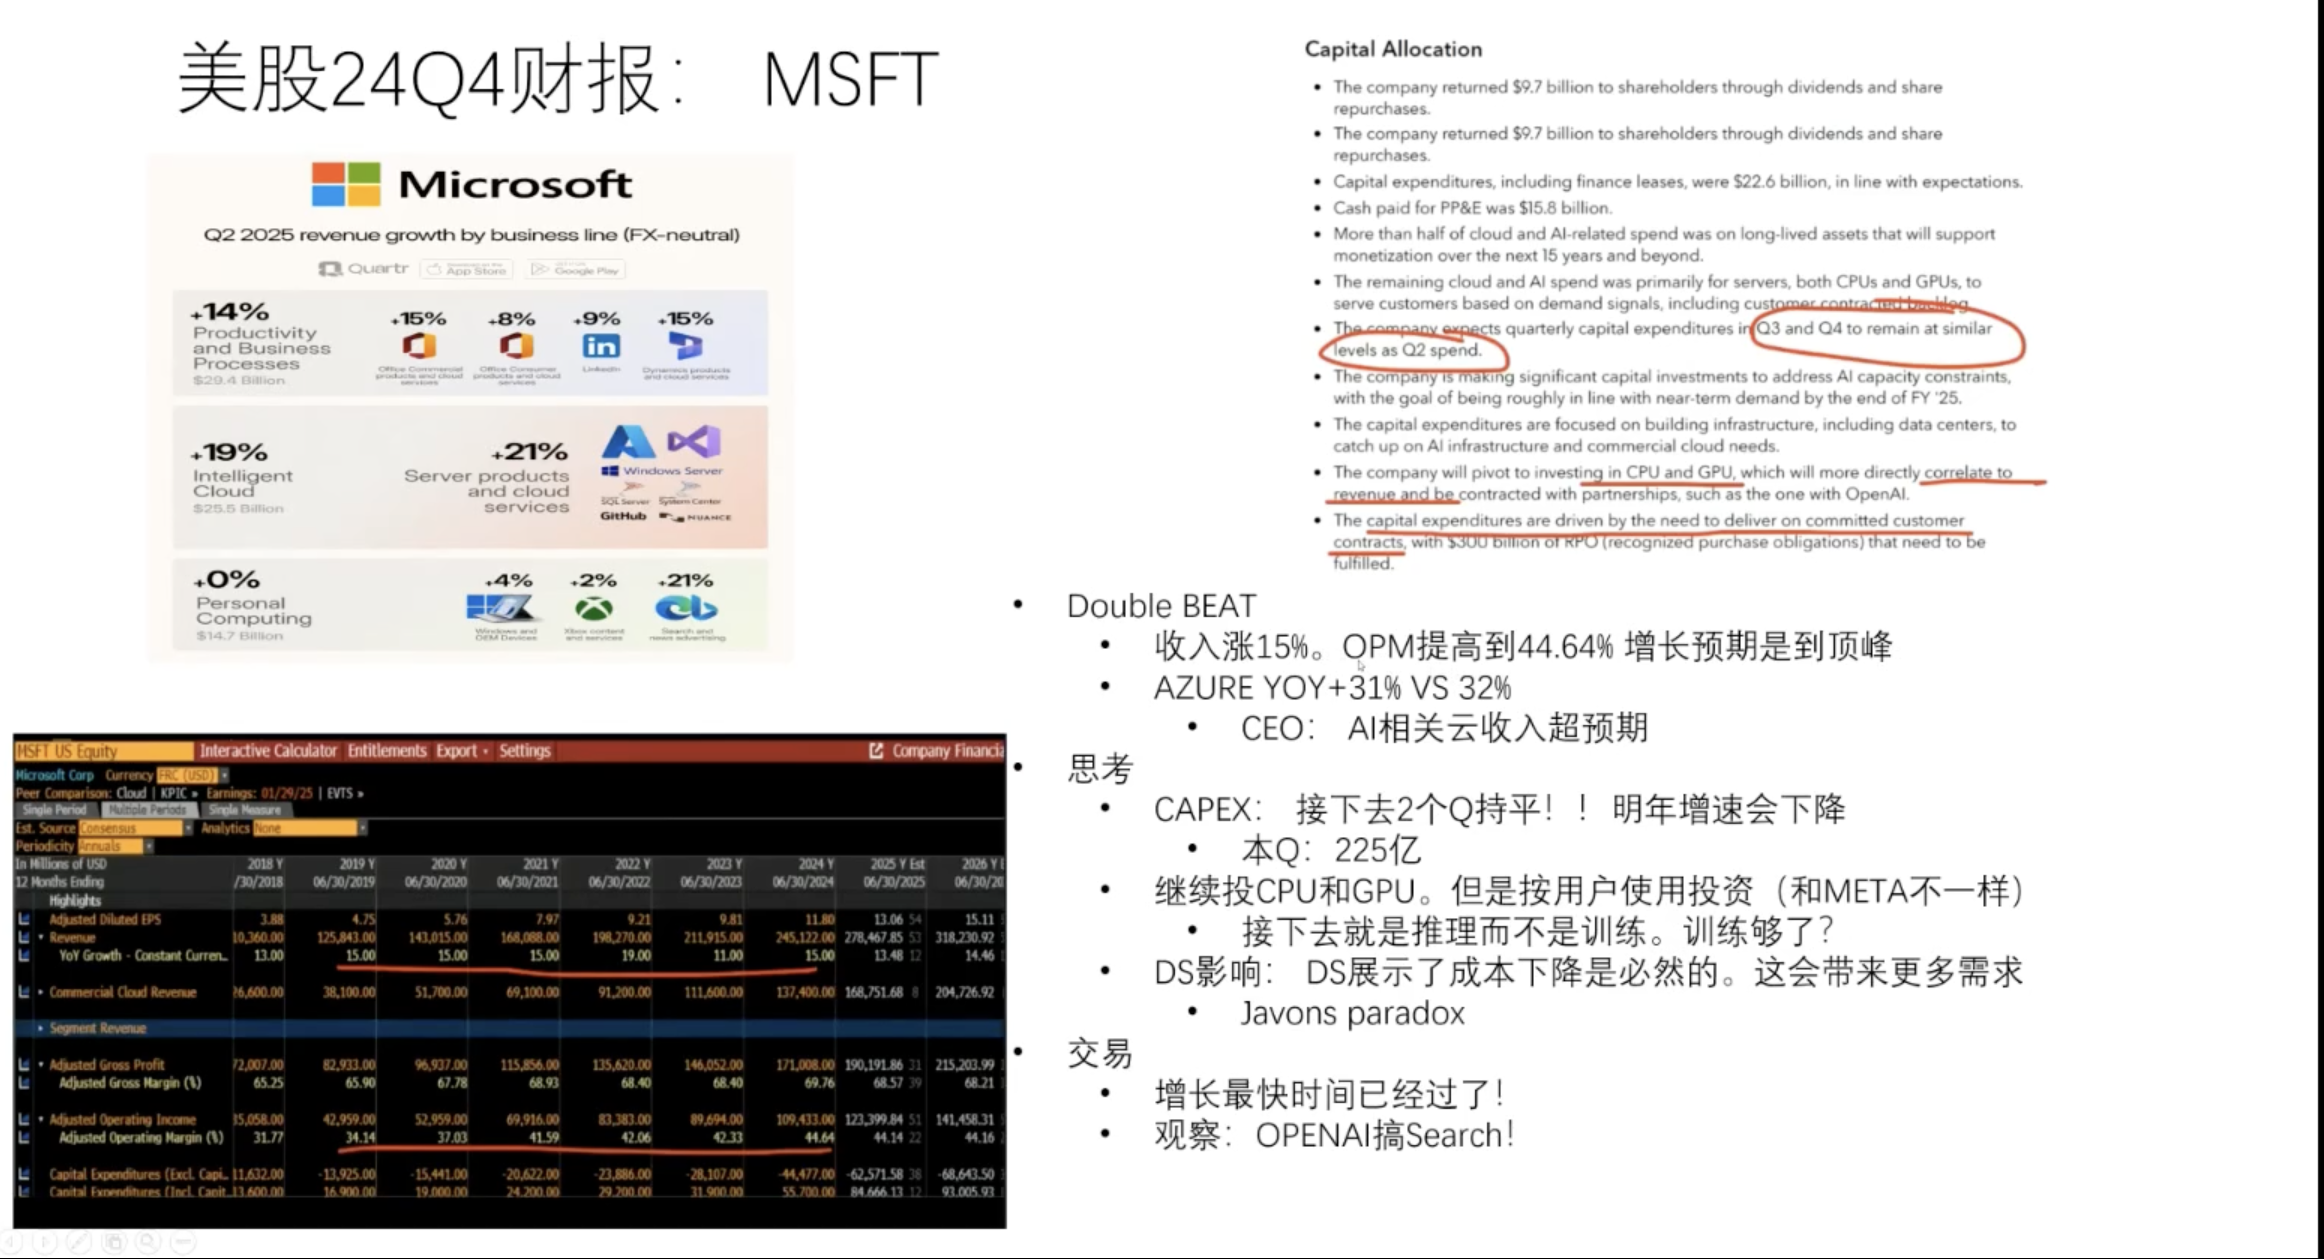 美股24Q4财报： MSFT
Microsoft
Q2 2025 revenue growth by business line (FX-neutral)
Quartr
App Store
Google Play
+14%
Productivity
and Business
Processes
$29.4 Billion
+15%
Office Commercial
products and cloud
services
+8%
Office Consumer
products and cloud
services
+9%
LinkedIn
+15%
Dynamics products
and cloud services
+19%
Intelligent
Cloud
$25.5 Billion
+21%
Server products
and cloud
services
Windows Server
SQL Server System Center
GitHub NUANCE
+0%
Personal
Computing
$14.7 Billion
+4%
Windows and
OEM Devices
+2%
Xbox content
and services
+21%
Search and
news advertising
Capital Allocation
• The company returned $9.7 billion to shareholders through dividends and share
repurchases.
• The company returned $9.7 billion to shareholders through dividends and share
repurchases.
• Capital expenditures, including finance leases, were $22.6 billion, in line with expectations.
• Cash paid for PP&E was $15.8 billion.
• More than half of cloud and AI-related spend was on long-lived assets that will support
monetization over the next 15 years and beyond.
• The remaining cloud and AI spend was primarily for servers, both CPUs and GPUs, to
serve customers based on demand signals, including customer contracted backlog.
• The company expects quarterly capital expenditures in Q3 and Q4 to remain at similar
levels as Q2 spend.
• The company is making significant capital investments to address AI capacity constraints,
with the goal of being roughly in line with near-term demand by the end of FY '25.
• The capital expenditures are focused on building infrastructure, including data centers, to
catch up on AI infrastructure and commercial cloud needs.
• The company will pivot to investing in CPU and GPU, which will more directly correlate to
revenue and be contracted with partnerships, such as the one with OpenAI.
• The capital expenditures are driven by the need to deliver on committed customer
contracts, with $300 billion of RPO (recognized purchase obligations) that need to be
fulfilled.
• Double BEAT
• 收入涨15%。OPM提高到44.64% 增长预期是到顶峰
• AZURE YOY+31% VS 32%
• CEO： AI相关云收入超预期
• 思考
• CAPEX： 接下去2个Q持平！！明年增速会下降
• 本Q：225亿
• 继续投CPU和GPU。但是按用户使用投资（和META不一样）
• 接下去就是推理而不是训练。训练够了？
• DS影响： DS展示了成本下降是必然的。这会带来更多需求
• Javons paradox
• 交易
• 增长最快时间已经过了！
• 观察：OPENAI搞Search！
MSFT US Equity Interactive Calculator Entitlements Export Settings Company Financia
Microsoft Corp Currency FRC (USD)
Peer Comparison: Cloud | KPIC » Earnings: 01/29/25 | EVTS »
Single Period Multiple Periods Single Measure
Est. Source Consensus Analytics None
Periodicity Annuals
In Millions of USD 2018 Y 2019 Y 2020 Y 2021 Y 2022 Y 2023 Y 2024 Y 2025 Y Est 2026 Y
12 Months Ending /30/2018 06/30/2019 06/30/2020 06/30/2021 06/30/2022 06/30/2023 06/30/2024 06/30/2025 06/30/20
Highlights
Adjusted Diluted EPS 3.88 4.75 5.76 7.97 9.21 9.81 11.80 13.06 54 15.11
Revenue 10,360.00 125,843.00 143,015.00 168,088.00 198,270.00 211,915.00 245,122.00 278,467.85 53 318,230.92
YoY Growth - Constant Curren.. 13.00 15.00 15.00 15.00 19.00 11.00 15.00 13.48 12 14.46
Commercial Cloud Revenue 26,600.00 38,100.00 51,700.00 69,100.00 91,200.00 111,600.00 137,400.00 168,751.68 8 204,726.92
Segment Revenue
Adjusted Gross Profit 72,007.00 82,933.00 96,937.00 115,856.00 135,620.00 146,052.00 171,008.00 190,191.86 31 215,203.99
Adjusted Gross Margin (%) 65.25 65.90 67.78 68.93 68.40 68.40 69.76 68.57 39 68.21
Adjusted Operating Income 35,058.00 42,959.00 52,959.00 69,916.00 83,383.00 89,694.00 109,433.00 123,399.84 51 141,458.31
Adjusted Operating Margin (%) 31.77 34.14 37.03 41.59 42.06 42.33 44.64 44.14 22 44.16
Capital Expenditures (Excl. Capi.. 11,632.00 -13,925.00 -15,441.00 -20,622.00 -23,886.00 -28,107.00 -44,477.00 -62,571.58 38 -68,643.50
Capital Expenditures (Incl. Capit 13,600.00 16,900.00 19,000.00 24,200.00 29,200.00 31,900.00 55,700.00 84,666.13 12 93,005.93